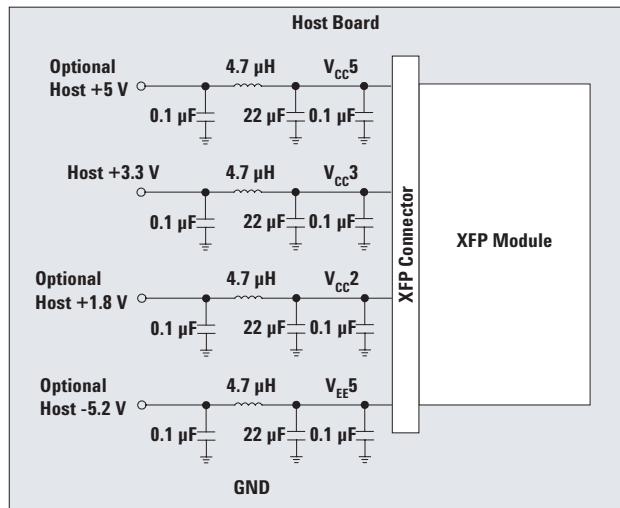 Host Board
Optional
Host +5 V
4.7 µH
VCC5
0.1 µF
22 µF
0.1 µF
Host +3.3 V
4.7 µH
VCC3
0.1 µF
22 µF
0.1 µF
Optional
Host +1.8 V
4.7 µH
VCC2
0.1 µF
22 µF
0.1 µF
Optional
Host -5.2 V
4.7 µH
VEE5
0.1 µF
22 µF
0.1 µF
GND
XFP Connector
XFP Module